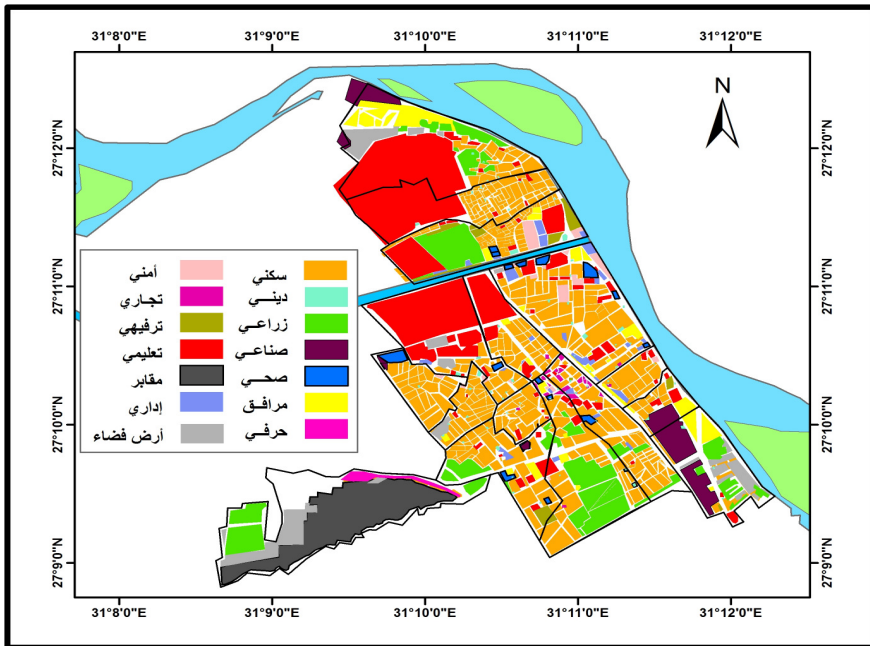 31°8'0"E 31°9'0"E 31°10'0"E 31°11'0"E 31°12'0"E
N
27°12'0"N 27°12'0"N
27°11'0"N 27°11'0"N
27°10'0"N 27°10'0"N
27°9'0"N 27°9'0"N
سكني أمني
ديني تجاري
زراعي ترفيهي
صناعي تعليمي
صحي مقابر
مرافق إداري
حرفي أرض فضاء
31°8'0"E 31°9'0"E 31°10'0"E 31°11'0"E 31°12'0"E